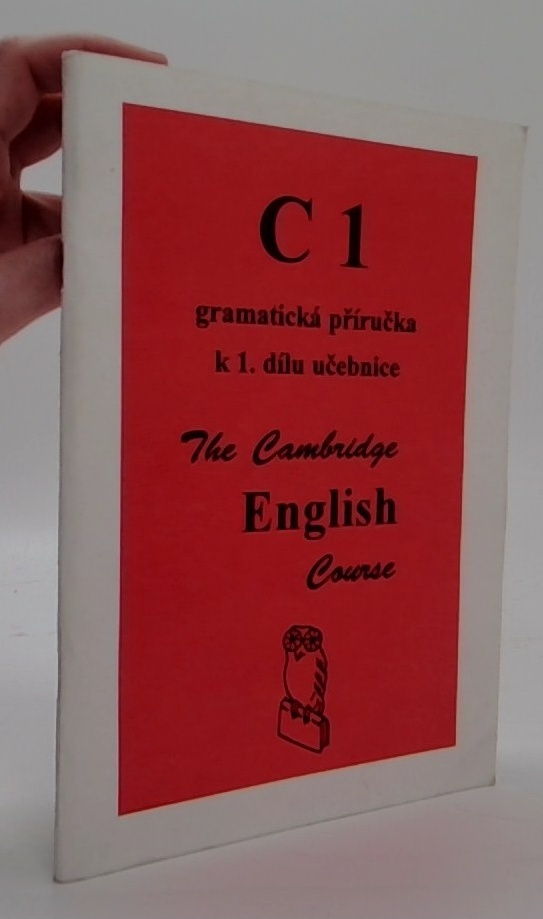 C 1
gramatická příručka
k 1. dílu učebnice
The Cambridge
English
Course